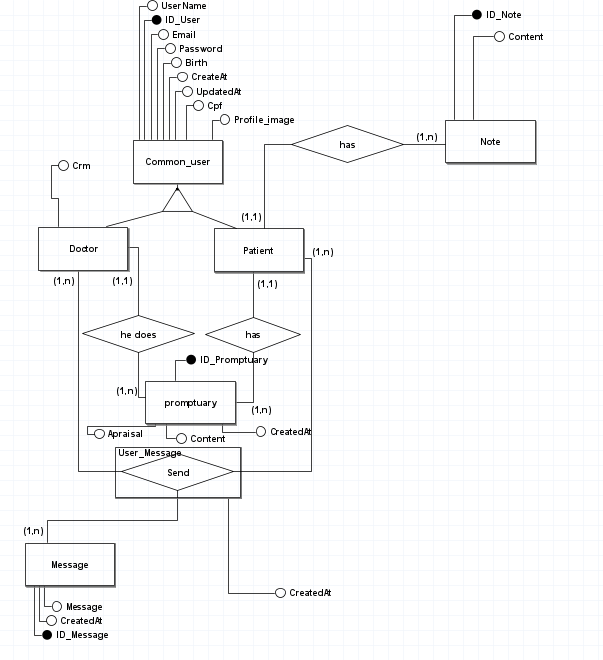 UserName
ID_User
Email
Password
Birth
CreateAt
UpdatedAt
Cpf
Profile_image
ID_Note
Content
Common_user
has
(1,n)
Note
Crm
(1,1)
Doctor
Patient
(1,n)
(1,n)
(1,1)
(1,1)
he does
has
ID_Promptuary
(1,n)
promptuary
(1,n)
Apraisal
Content
CreatedAt
User_Message
Send
(1,n)
Message
CreatedAt
Message
CreatedAt
ID_Message